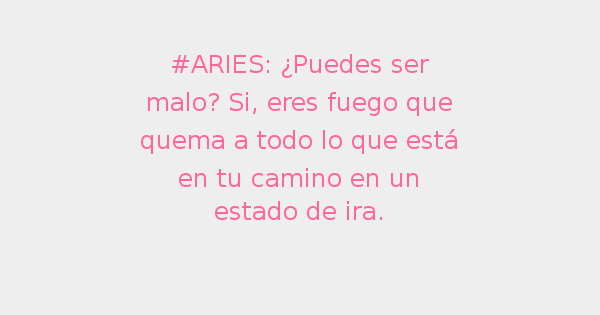 #ARIES: ¿Puedes ser
malo? Si, eres fuego que
quema a todo lo que está
en tu camino en un
estado de ira.